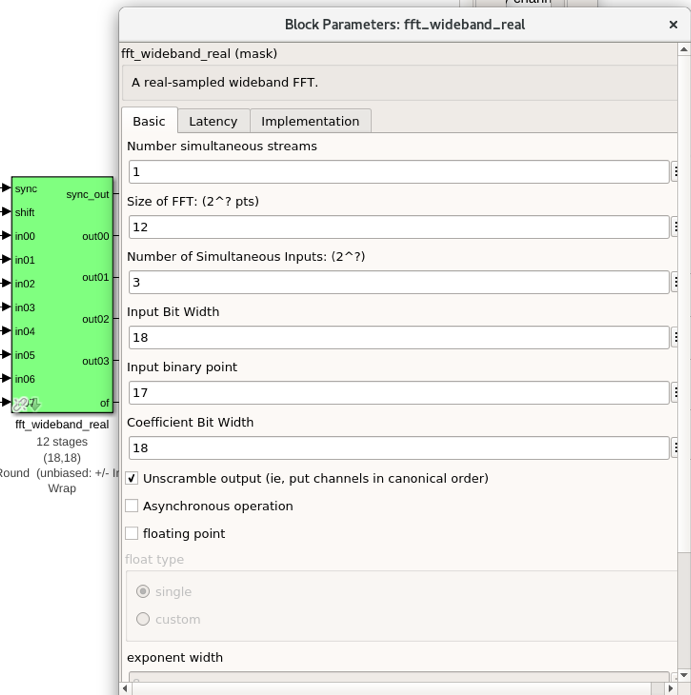 chann
Block Parameters: fft_wideband_real
×
fft_wideband_real (mask)
A real-sampled wideband FFT.
Basic Latency Implementation
Number simultaneous streams
1
Size of FFT: (2^? pts)
12
Number of Simultaneous Inputs: (2^?)
3
Input Bit Width
18
Input binary point
17
Coefficient Bit Width
18
Unscramble output (ie, put channels in canonical order)
Asynchronous operation
floating point
float type
single
custom
exponent width
sync sync_out
shift
in00 out00
in01
in02 out01
in03
in04 out02
in05 out03
in06
of
fft_wideband_real
12 stages
(18,18)
Round (unbiased: +/- In
Wrap